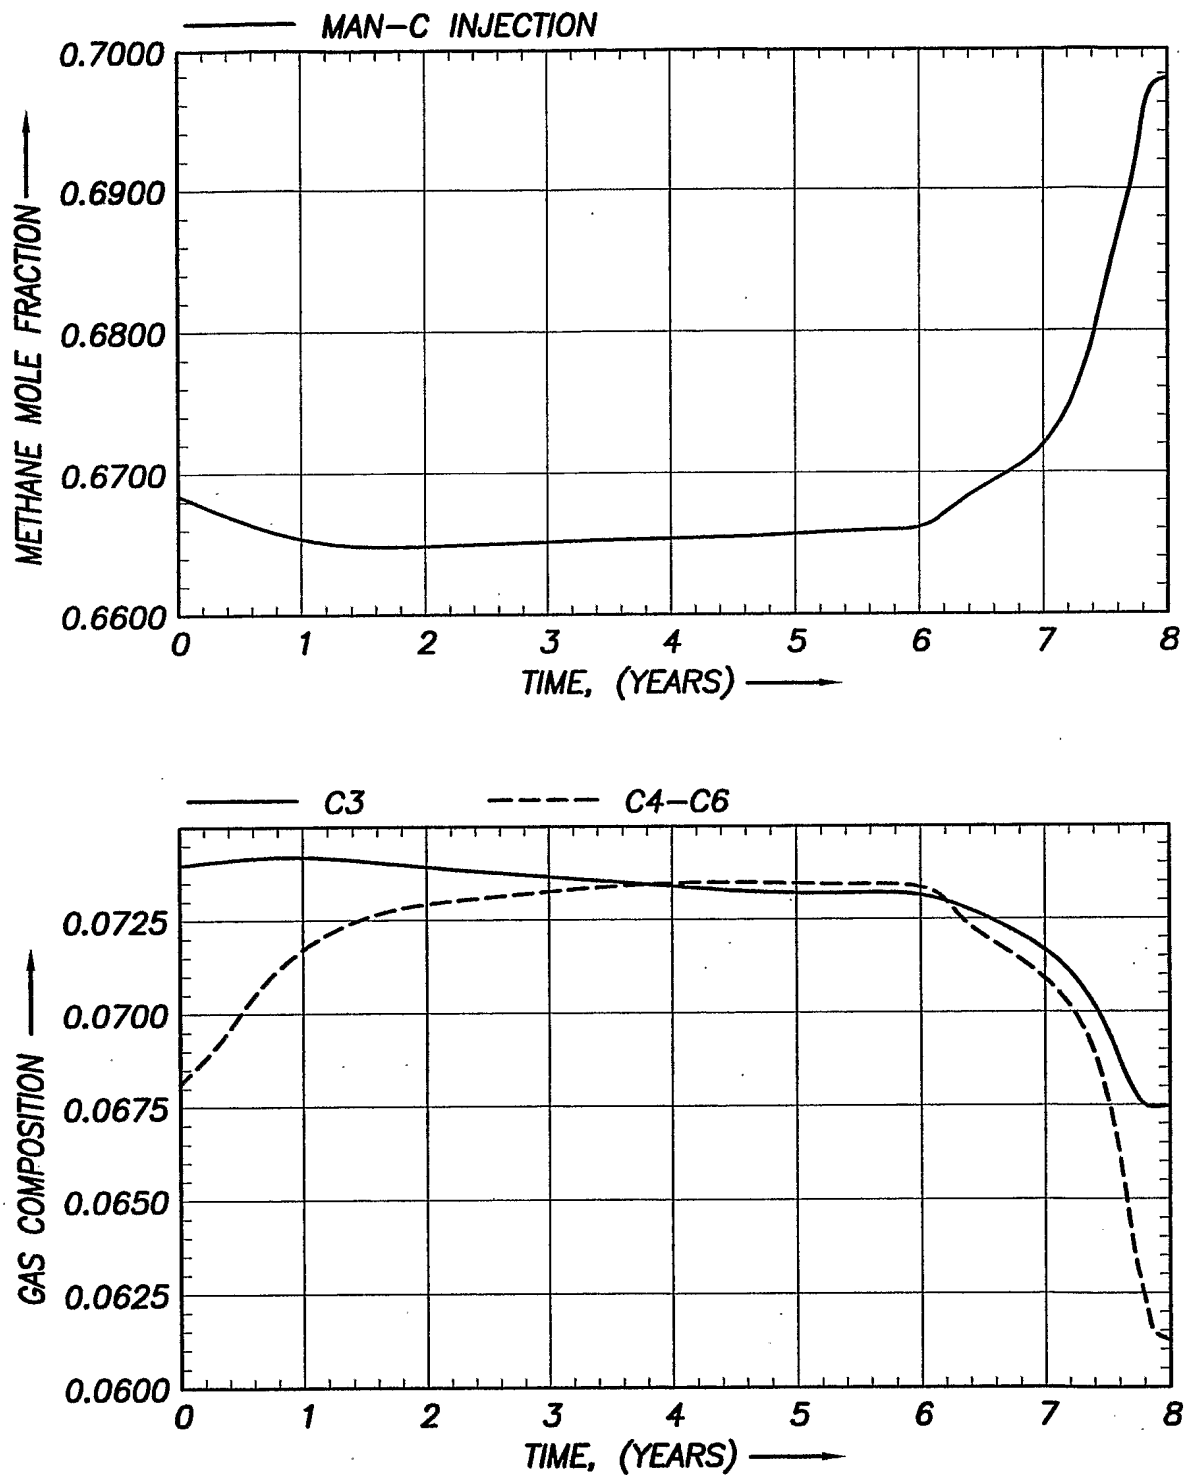 MAN-C INJECTION
0.7000
0.6900
0.6800
0.6700
0.6600
METHANE MOLE FRACTION
0 1 2 3 4 5 6 7 8
TIME, (YEARS)
C3 C4-C6
0.0725
0.0700
0.0675
0.0650
0.0625
0.0600
GAS COMPOSITION
0 1 2 3 4 5 6 7 8
TIME, (YEARS)